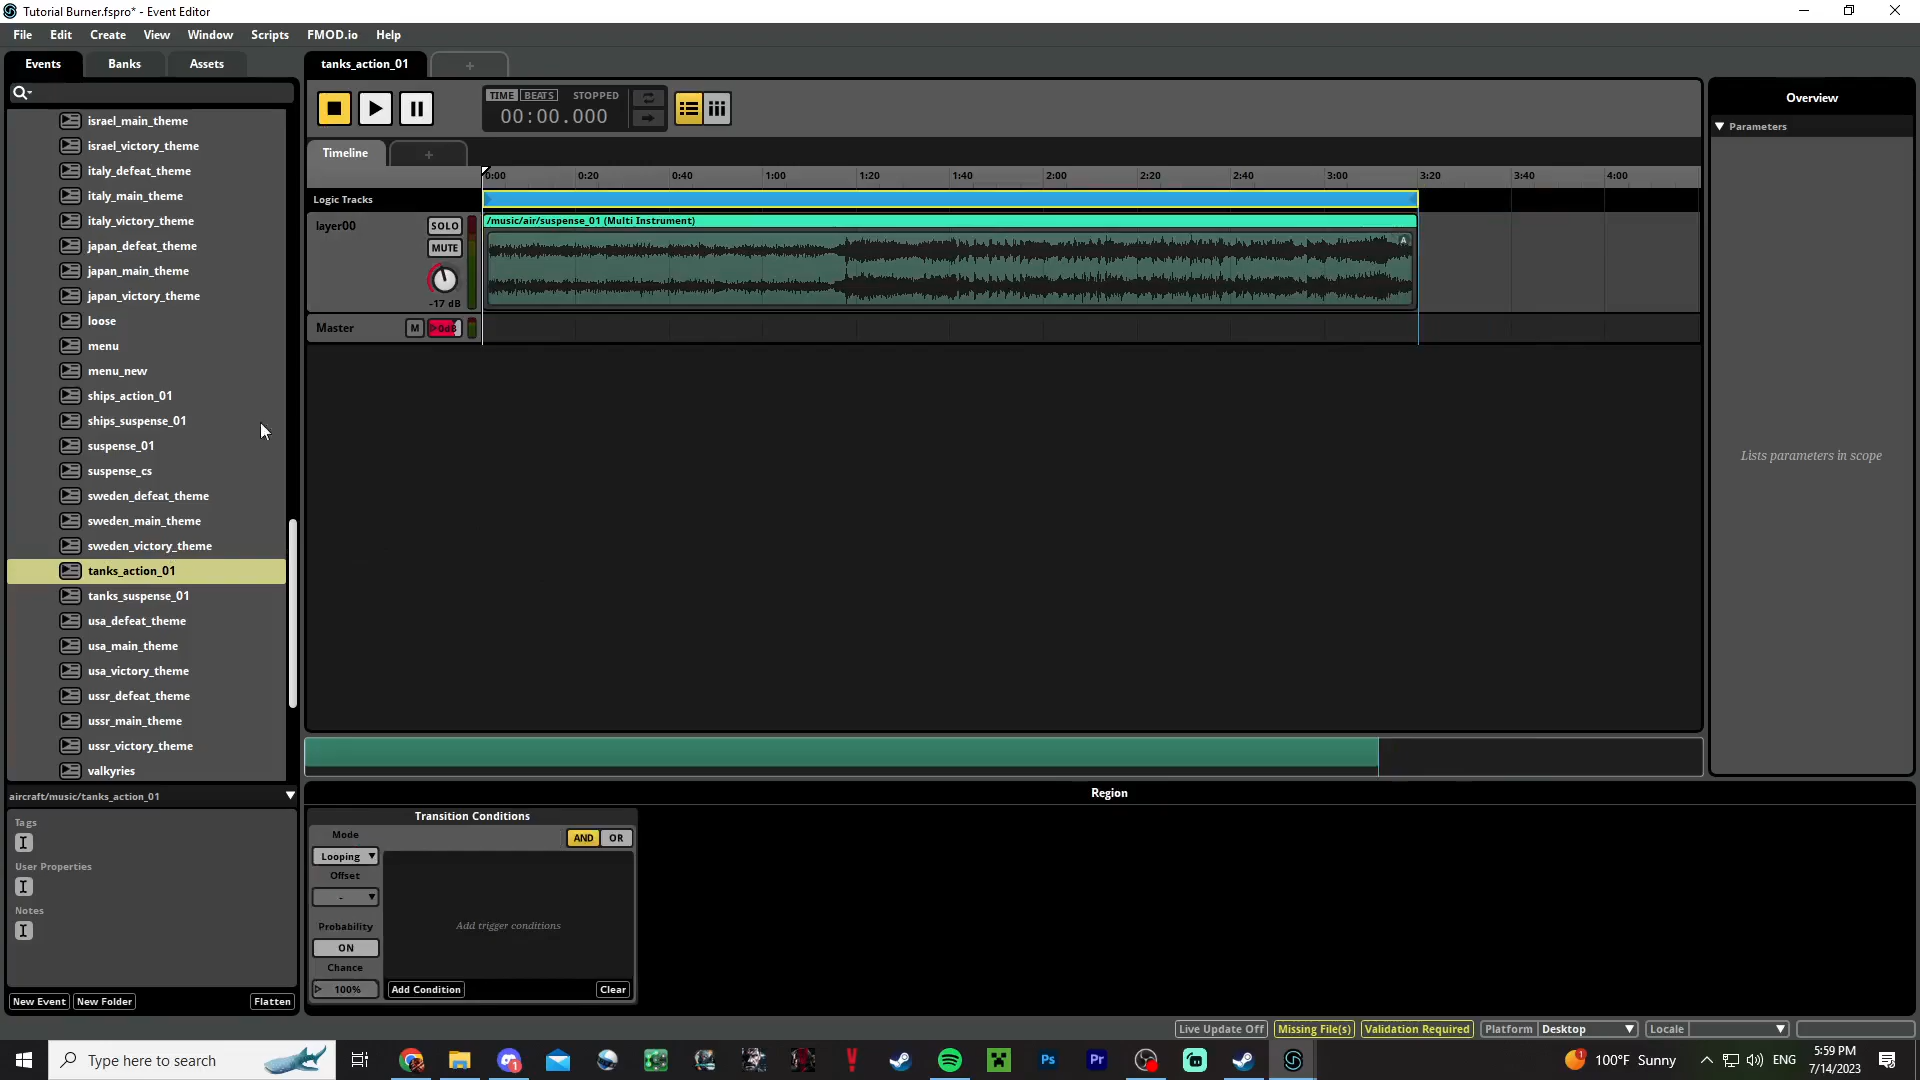 Tutorial Burner.fspro* - Event Editor
File Edit Create View Window Scripts FMOD.io Help
Events Banks Assets
tanks_action_01
+
TIME BEATS STOPPED
00:00.000
Timeline
+
0:00 0:20 0:40 1:00 1:20 1:40 2:00 2:20 2:40 3:00 3:20 3:40 4:00
Logic Tracks
layer00
SOLO
MUTE
-17 dB
/music/air/suspense_01 (Multi Instrument)
A
Master
M
0dB
Overview
Parameters
Lists parameters in scope
israel_main_theme
israel_victory_theme
italy_defeat_theme
italy_main_theme
italy_victory_theme
japan_defeat_theme
japan_main_theme
japan_victory_theme
loose
menu
menu_new
ships_action_01
ships_suspense_01
suspense_01
suspense_cs
sweden_defeat_theme
sweden_main_theme
sweden_victory_theme
tanks_action_01
tanks_suspense_01
usa_defeat_theme
usa_main_theme
usa_victory_theme
ussr_defeat_theme
ussr_main_theme
ussr_victory_theme
valkyries
aircraft/music/tanks_action_01
Tags
User Properties
Notes
New Event New Folder Flatten
Region
Transition Conditions
Mode
AND OR
Looping
Offset
-
Probability
ON
Chance
100%
Add trigger conditions
Add Condition
Clear
Live Update Off Missing File(s) Validation Required Platform Desktop Locale
Type here to search
Ps
Pr
1
100°F Sunny
ENG
5:59 PM
7/14/2023